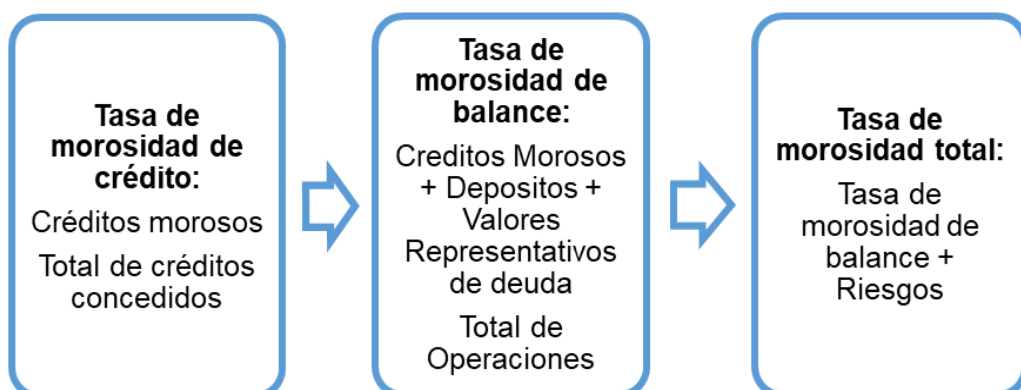 Tasa de
morosidad de
crédito:
Créditos morosos
Total de créditos
concedidos
Tasa de
morosidad de
balance:
Creditos Morosos
+ Depositos +
Valores
Representativos
de deuda
Total de
Operaciones
Tasa de
morosidad total:
Tasa de
morosidad de
balance +
Riesgos